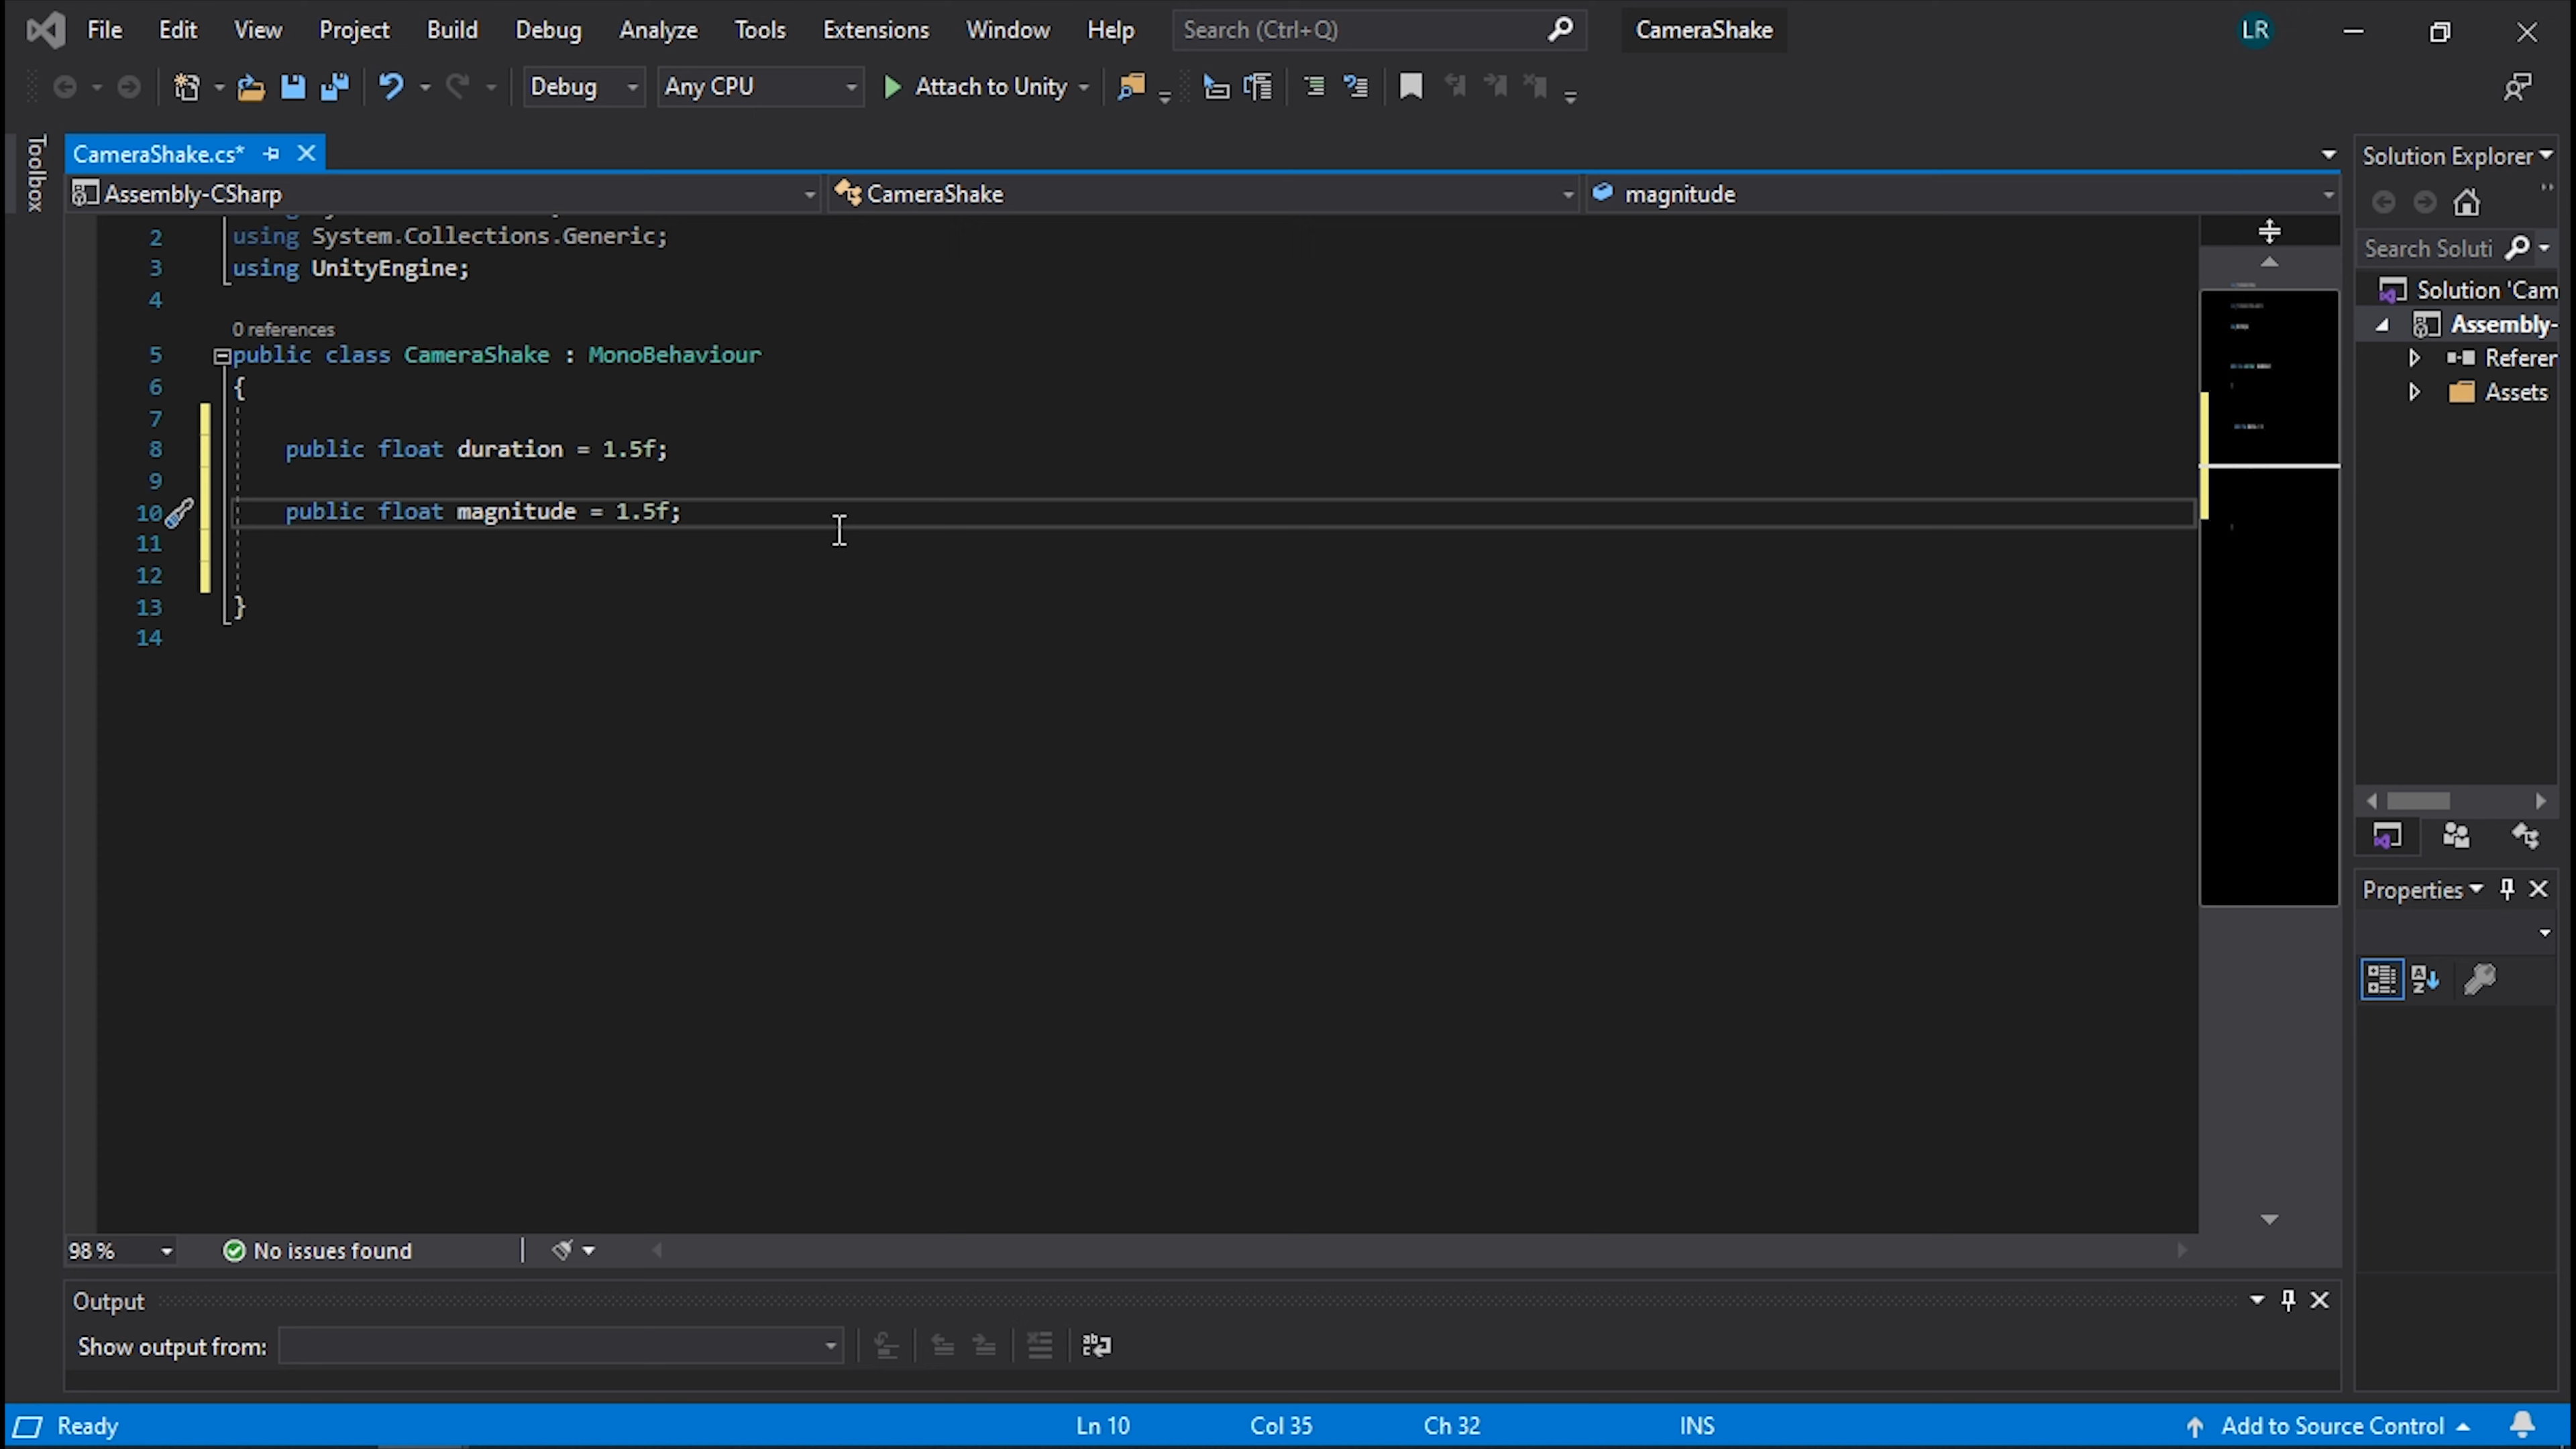 File Edit View Project Build Debug Analyze Tools Extensions Window Help Search (Ctrl+Q) CameraShake LR
Debug Any CPU Attach to Unity
Toolbox
CameraShake.cs*
Assembly-CSharp CameraShake magnitude
2 using System.Collections.Generic;
3 using UnityEngine;
4
0 references
5 public class CameraShake : MonoBehaviour
6 {
7
8 public float duration = 1.5f;
9
10 public float magnitude = 1.5f;
11
12
13 }
14
98 % No issues found
Output
Show output from:
Solution Explorer
Search Soluti
Solution 'Cam
Assembly-
Referen
Assets
Properties
Ready Ln 10 Col 35 Ch 32 INS Add to Source Control